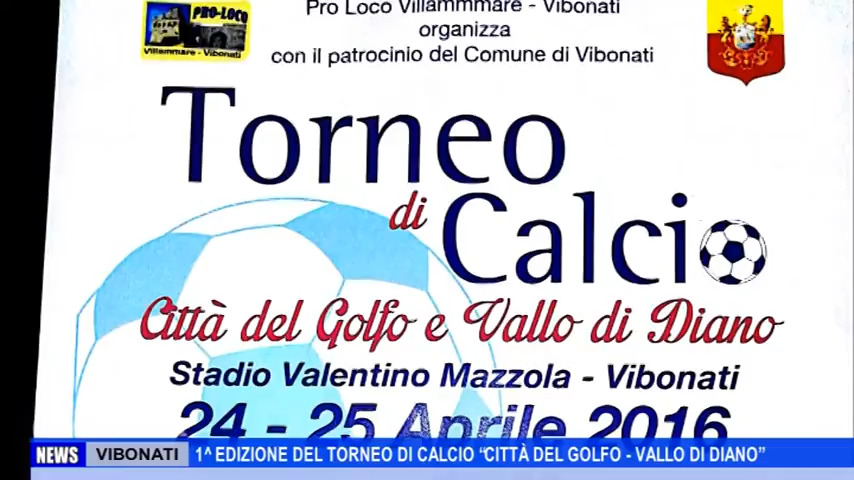 Pro Loco Villammmare - Vibonati
PRO-LOCO
Villammare - Vibonati
organizza
con il patrocinio del Comune di Vibonati
Torneo
di Calcio
Città del Golfo e Vallo di Diano
Stadio Valentino Mazzola - Vibonati
24 - 25 Aprile 2016
NEWS VIBONATI 1^ EDIZIONE DEL TORNEO DI CALCIO “CITTÀ DEL GOLFO - VALLO DI DIANO”